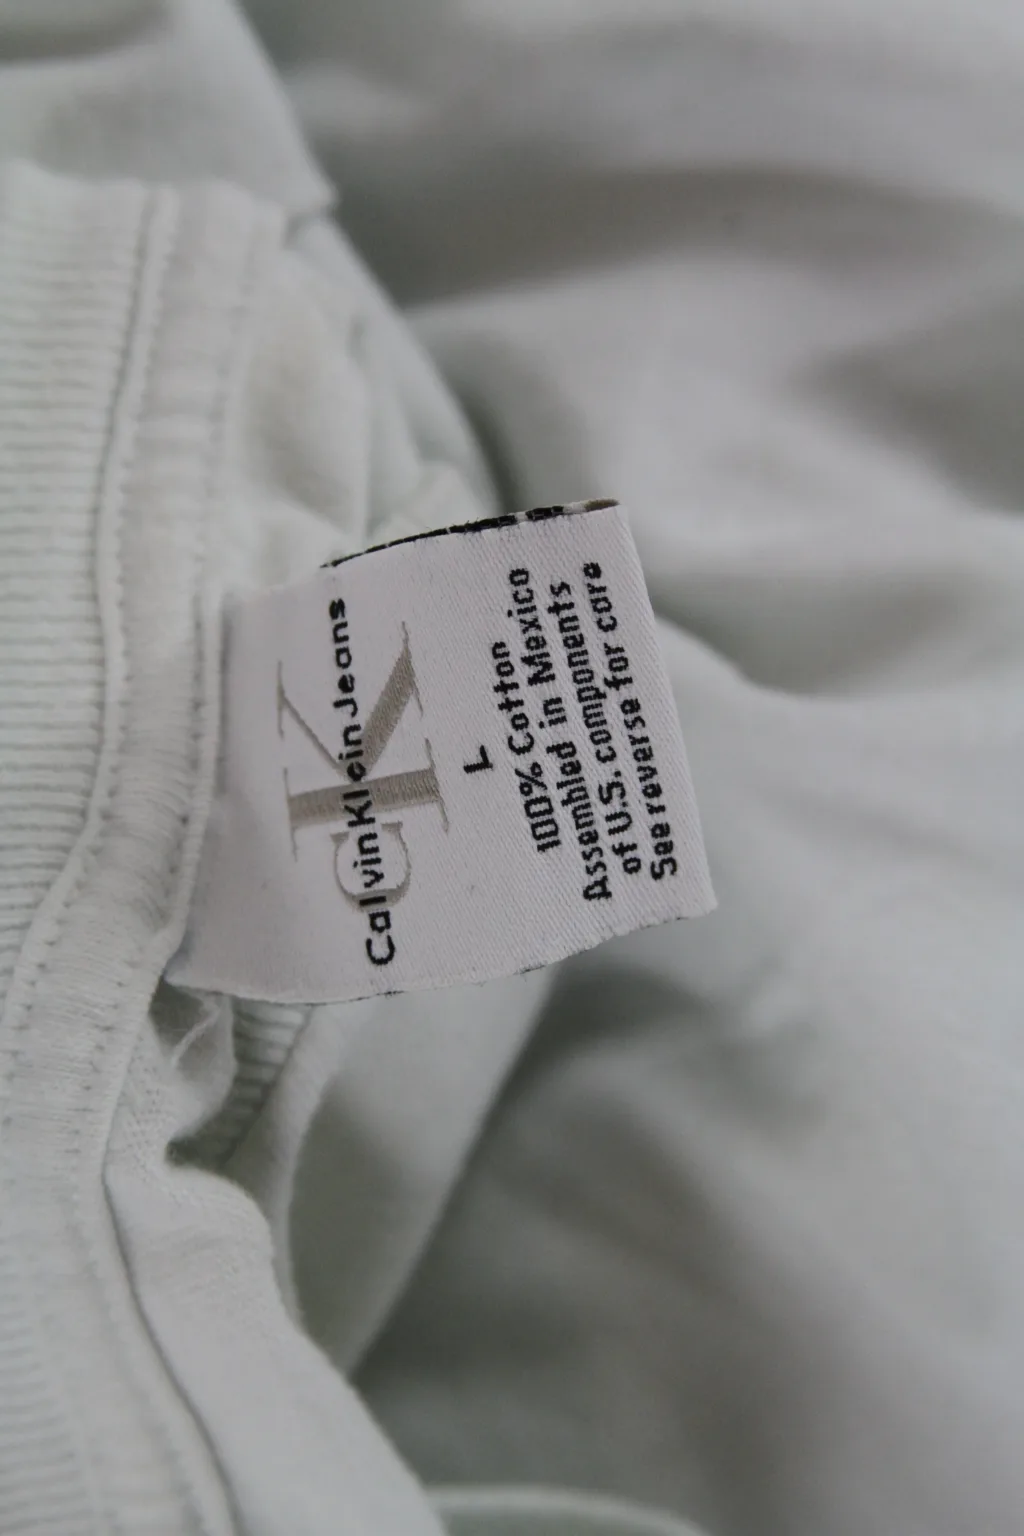 CK
Calvin Klein Jeans
L
100% Cotton
Assembled in Mexico
of U.S. components
See reverse for care